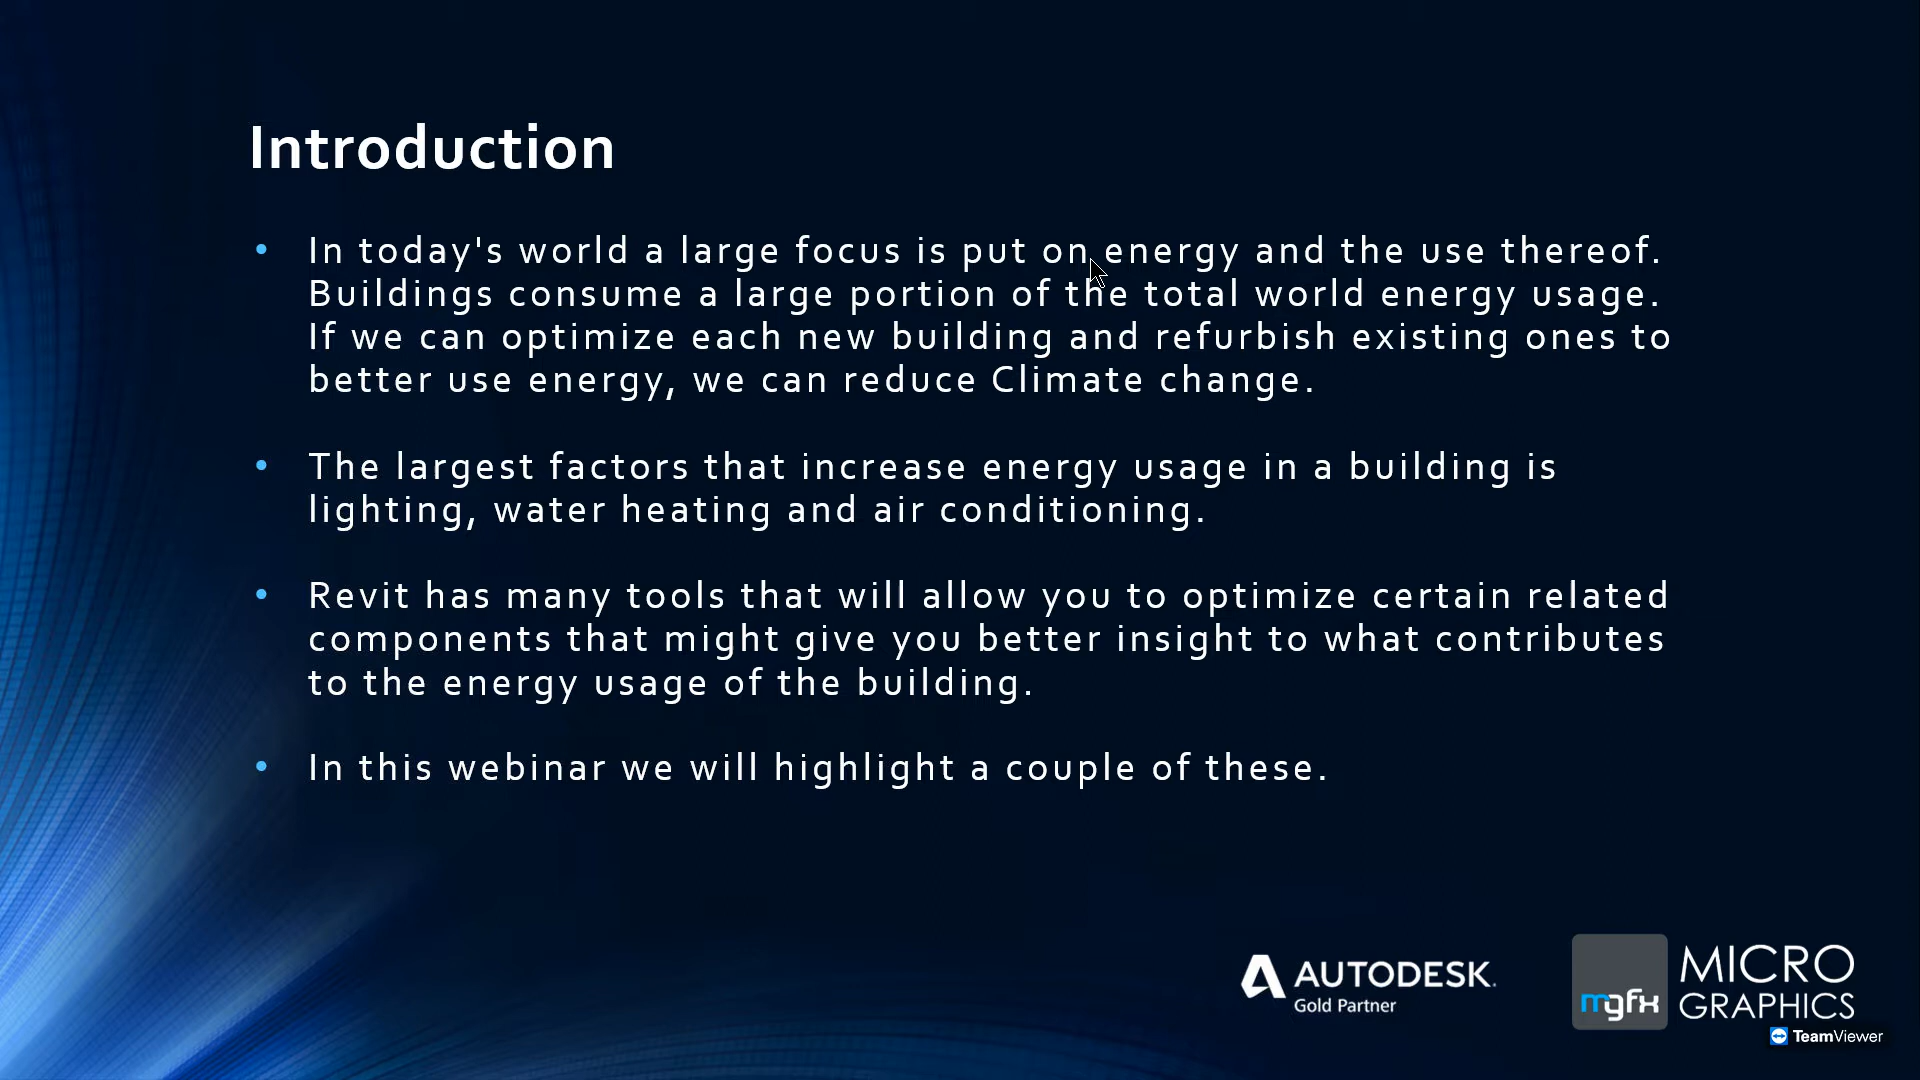 Introduction
• In today's world a large focus is put on energy and the use thereof.
Buildings consume a large portion of the total world energy usage.
If we can optimize each new building and refurbish existing ones to
better use energy, we can reduce Climate change.
• The largest factors that increase energy usage in a building is
lighting, water heating and air conditioning.
• Revit has many tools that will allow you to optimize certain related
components that might give you better insight to what contributes
to the energy usage of the building.
• In this webinar we will highlight a couple of these.
AUTODESK.
Gold Partner
mgfx
MICRO
GRAPHICS
TeamViewer